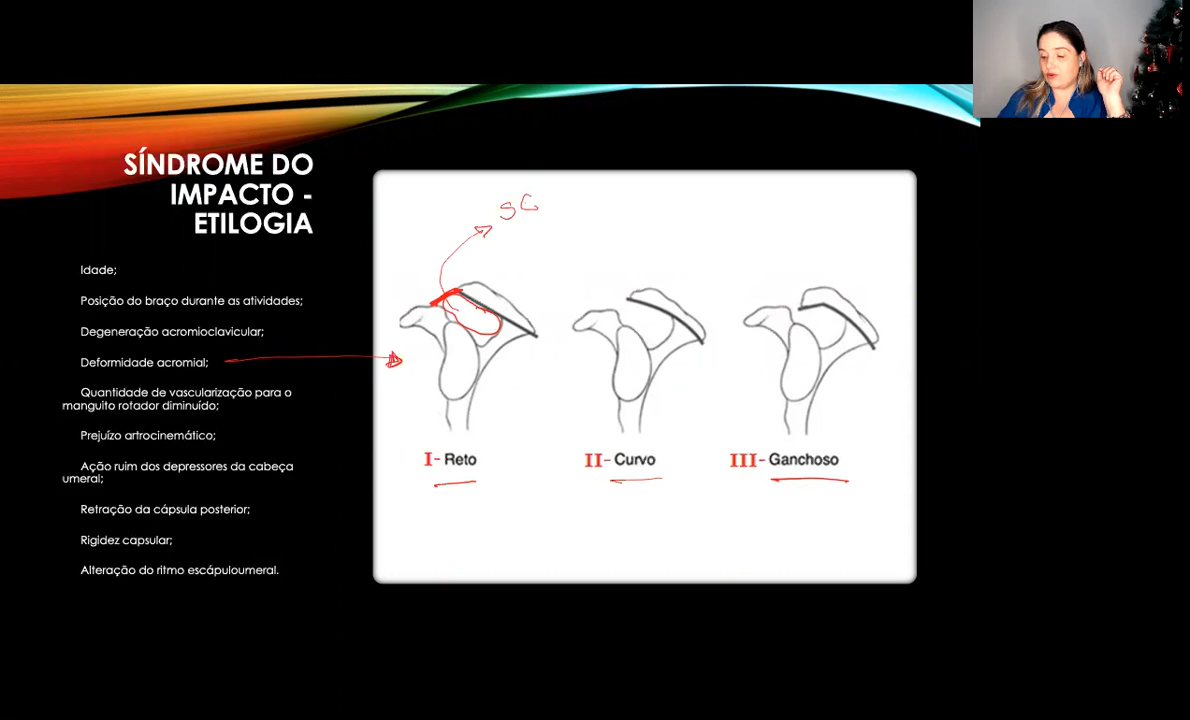 SÍNDROME DO
IMPACTO -
ETILOGIA
Idade;
Posição do braço durante as atividades;
Degeneração acromioclavicular;
Deformidade acromial;
Quantidade de vascularização para o
manguito rotador diminuído;
Prejuízo artrocinemático;
Ação ruim dos depressores da cabeça
umeral;
Retração da cápsula posterior;
Rigidez capsular;
Alteração do ritmo escápuloumeral.
I- Reto
II- Curvo
III- Ganchoso